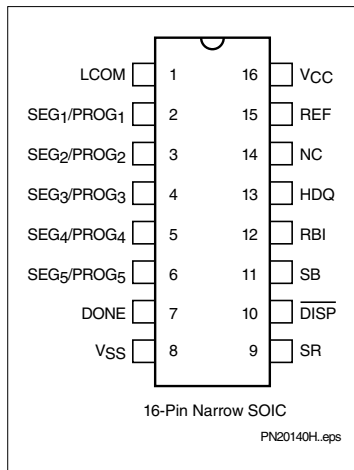 LCOM 1 16 VCC
SEG1/PROG1 2 15 REF
SEG2/PROG2 3 14 NC
SEG3/PROG3 4 13 HDQ
SEG4/PROG4 5 12 RBI
SEG5/PROG5 6 11 SB
DONE 7 10 DISP
VSS 8 9 SR
16-Pin Narrow SOIC
PN20140H..eps